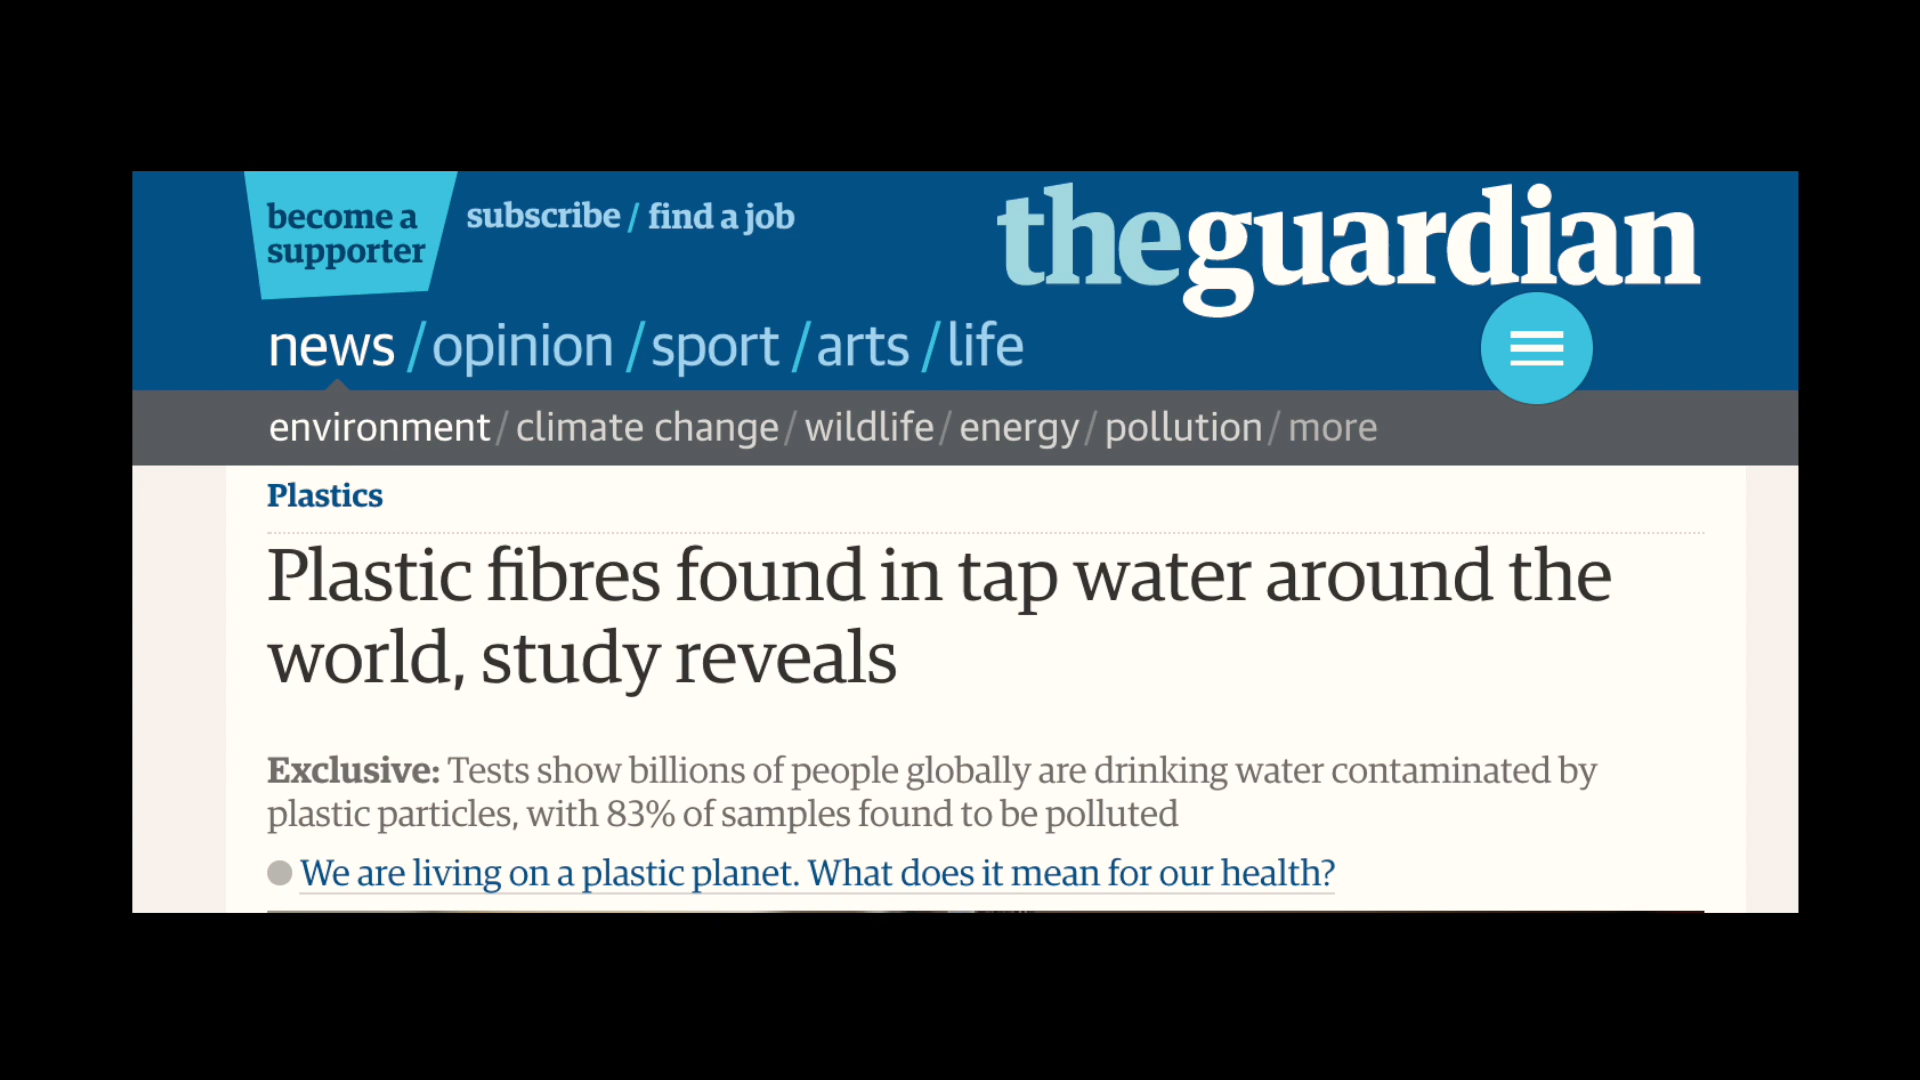 become a
supporter
subscribe / find a job
theguardian
news / opinion / sport / arts / life
environment / climate change / wildlife / energy / pollution / more
Plastics
Plastic fibres found in tap water around the
world, study reveals
Exclusive: Tests show billions of people globally are drinking water contaminated by
plastic particles, with 83% of samples found to be polluted
We are living on a plastic planet. What does it mean for our health?